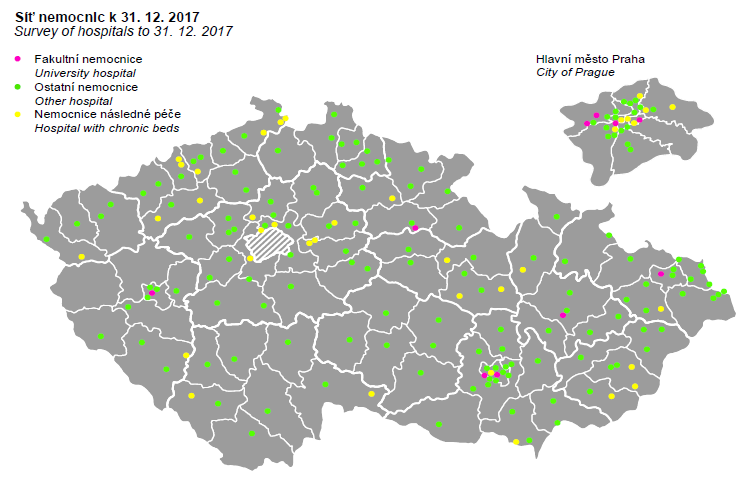 Síť nemocnic k 31. 12. 2017
Survey of hospitals to 31. 12. 2017
Fakultní nemocnice
University hospital
Ostatní nemocnice
Other hospital
Nemocnice následné péče
Hospital with chronic beds
Hlavní město Praha
City of Prague